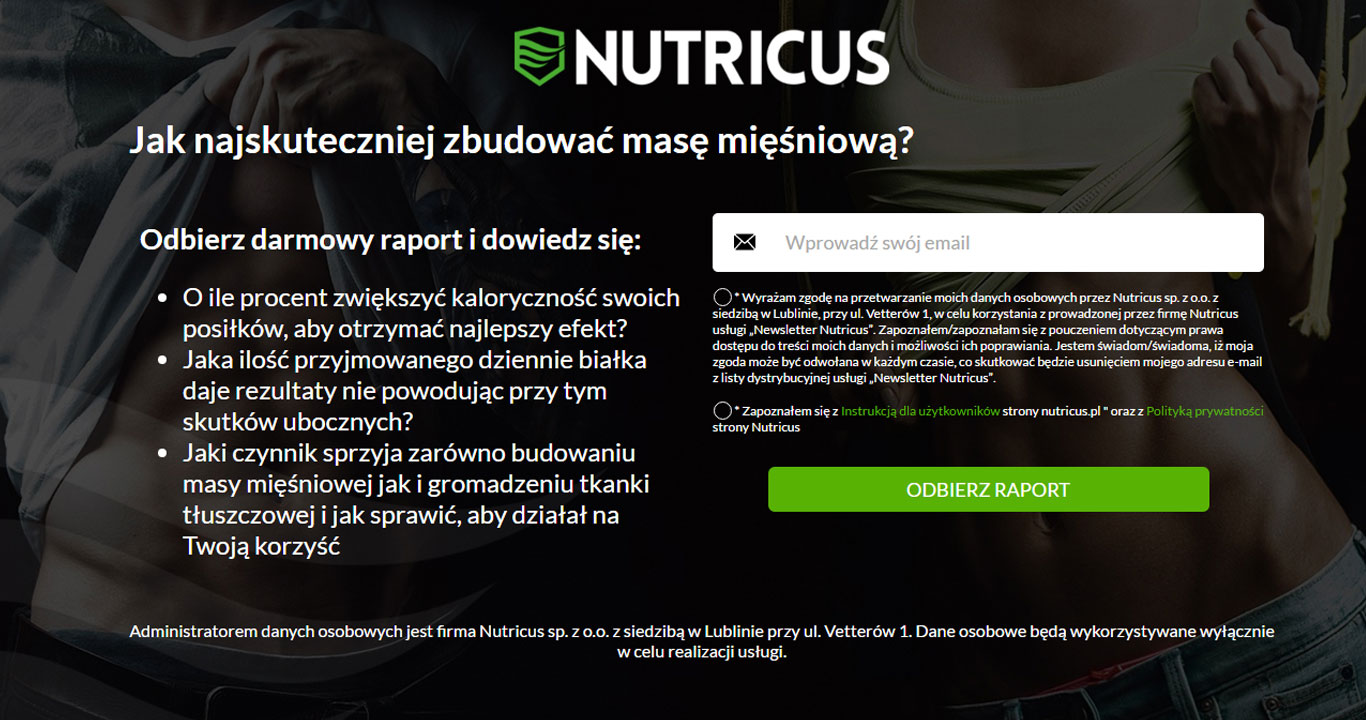 NUTRICUS
Jak najskuteczniej zbudować masę mięśniową?
Odbierz darmowy raport i dowiedz się:
• O ile procent zwiększyć kaloryczność swoich
posiłków, aby otrzymać najlepszy efekt?
• Jaka ilość przyjmowanego dziennie białka
daje rezultaty nie powodując przy tym
skutków ubocznych?
• Jaki czynnik sprzyja zarówno budowaniu
masy mięśniowej jak i gromadzeniu tkanki
tłuszczowej i jak sprawić, aby działał na
Twoją korzyść
Wprowadź swój email
* Wyrażam zgodę na przetwarzanie moich danych osobowych przez Nutricus sp. z o.o. z
siedzibą w Lublinie, przy ul. Vetterów 1, w celu korzystania z prowadzonej przez firmę Nutricus
usługi „Newsletter Nutricus”. Zapoznałem/zapoznałam się z pouczeniem dotyczącym prawa
dostępu do treści moich danych i możliwości ich poprawiania. Jestem świadom/świadoma, iż moja
zgoda może być odwołana w każdym czasie, co skutkować będzie usunięciem mojego adresu e-mail
z listy dystrybucyjnej usługi „Newsletter Nutricus”.
* Zapoznałem się z Instrukcją dla użytkowników strony nutricus.pl " oraz z Polityką prywatności
strony Nutricus
ODBIERZ RAPORT
Administratorem danych osobowych jest firma Nutricus sp. z o.o. z siedzibą w Lublinie przy ul. Vetterów 1. Dane osobowe będą wykorzystywane wyłącznie
w celu realizacji usługi.